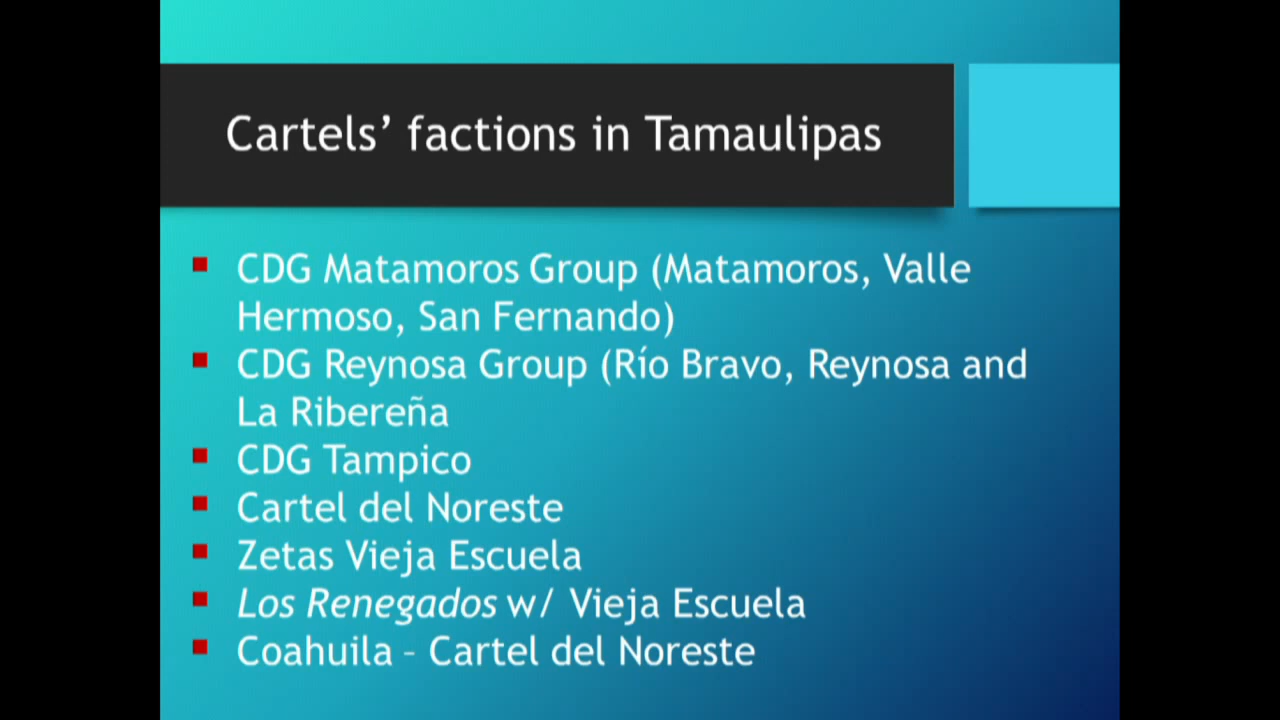 Cartels’ factions in Tamaulipas
CDG Matamoros Group (Matamoros, Valle
Hermoso, San Fernando)
CDG Reynosa Group (Río Bravo, Reynosa and
La Ribereña
CDG Tampico
Cartel del Noreste
Zetas Vieja Escuela
Los Renegados w/ Vieja Escuela
Coahuila – Cartel del Noreste